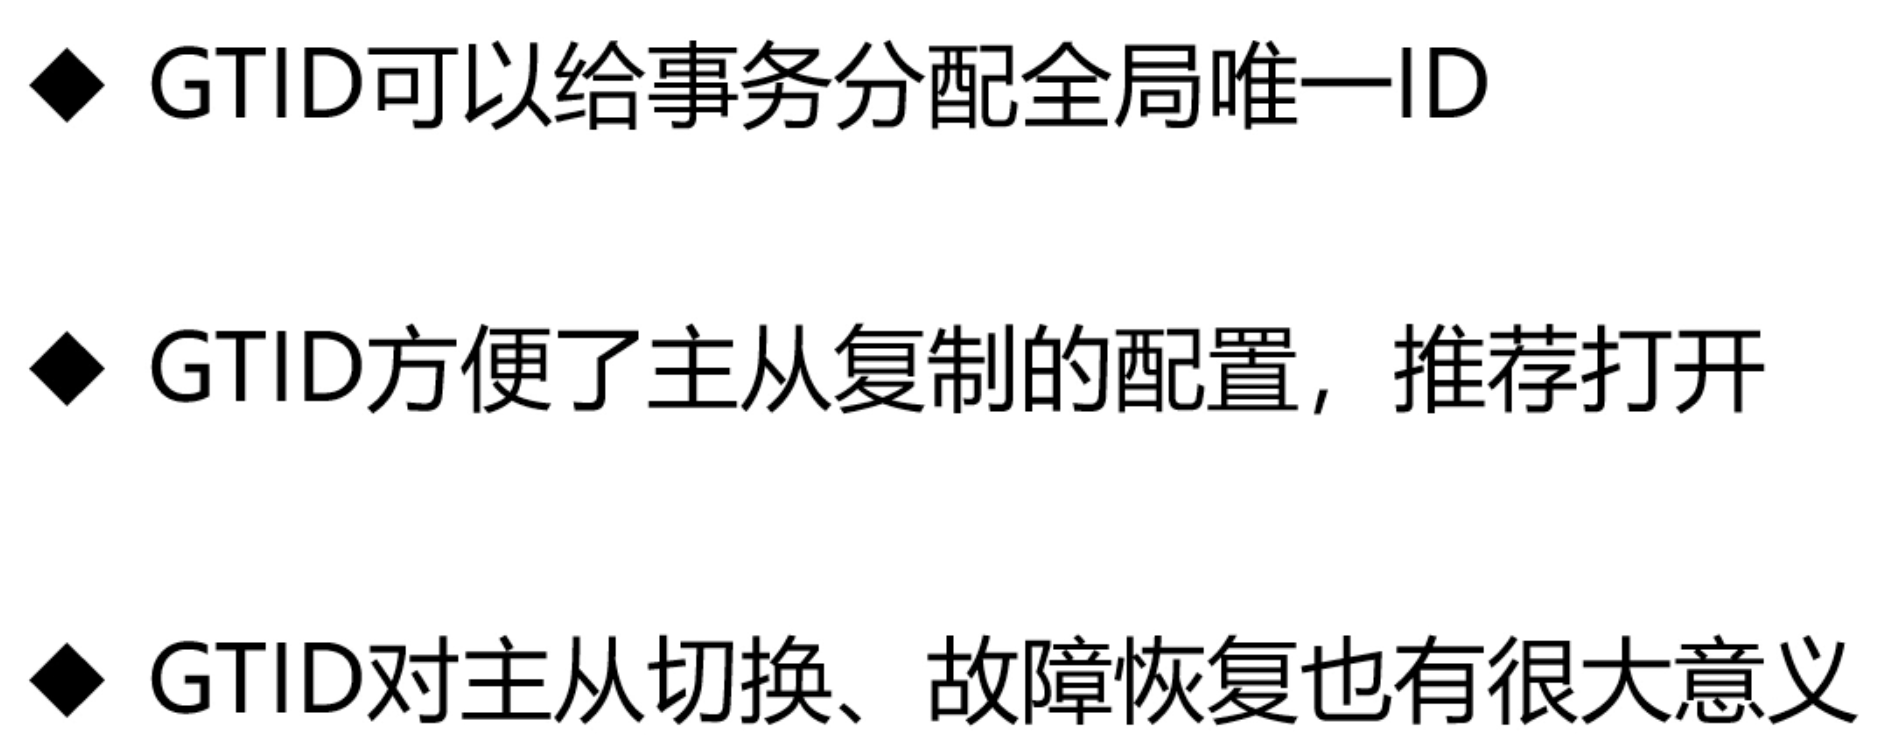 ◆ GTID可以给事务分配全局唯一ID
◆ GTID方便了主从复制的配置，推荐打开
◆ GTID对主从切换、故障恢复也有很大意义